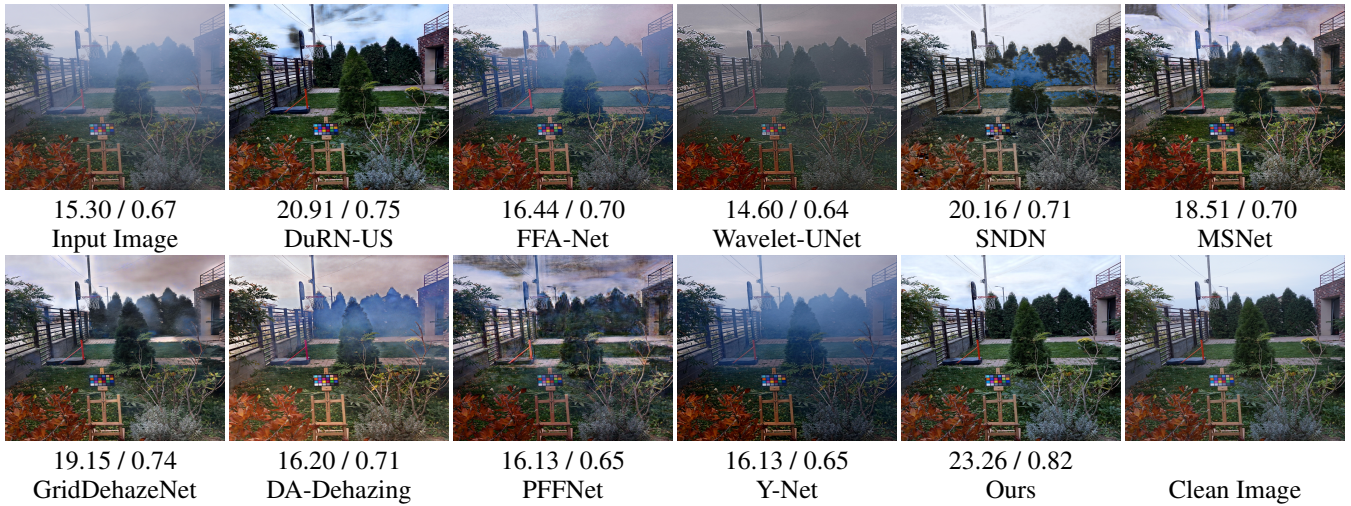 15.30 / 0.67 20.91 / 0.75 16.44 / 0.70 14.60 / 0.64 20.16 / 0.71 18.51 / 0.70
Input Image DuRN-US FFA-Net Wavelet-UNet SNDN MSNet
19.15 / 0.74 16.20 / 0.71 16.13 / 0.65 16.13 / 0.65 23.26 / 0.82
GridDehazeNet DA-Dehazing PFFNet Y-Net Ours Clean Image